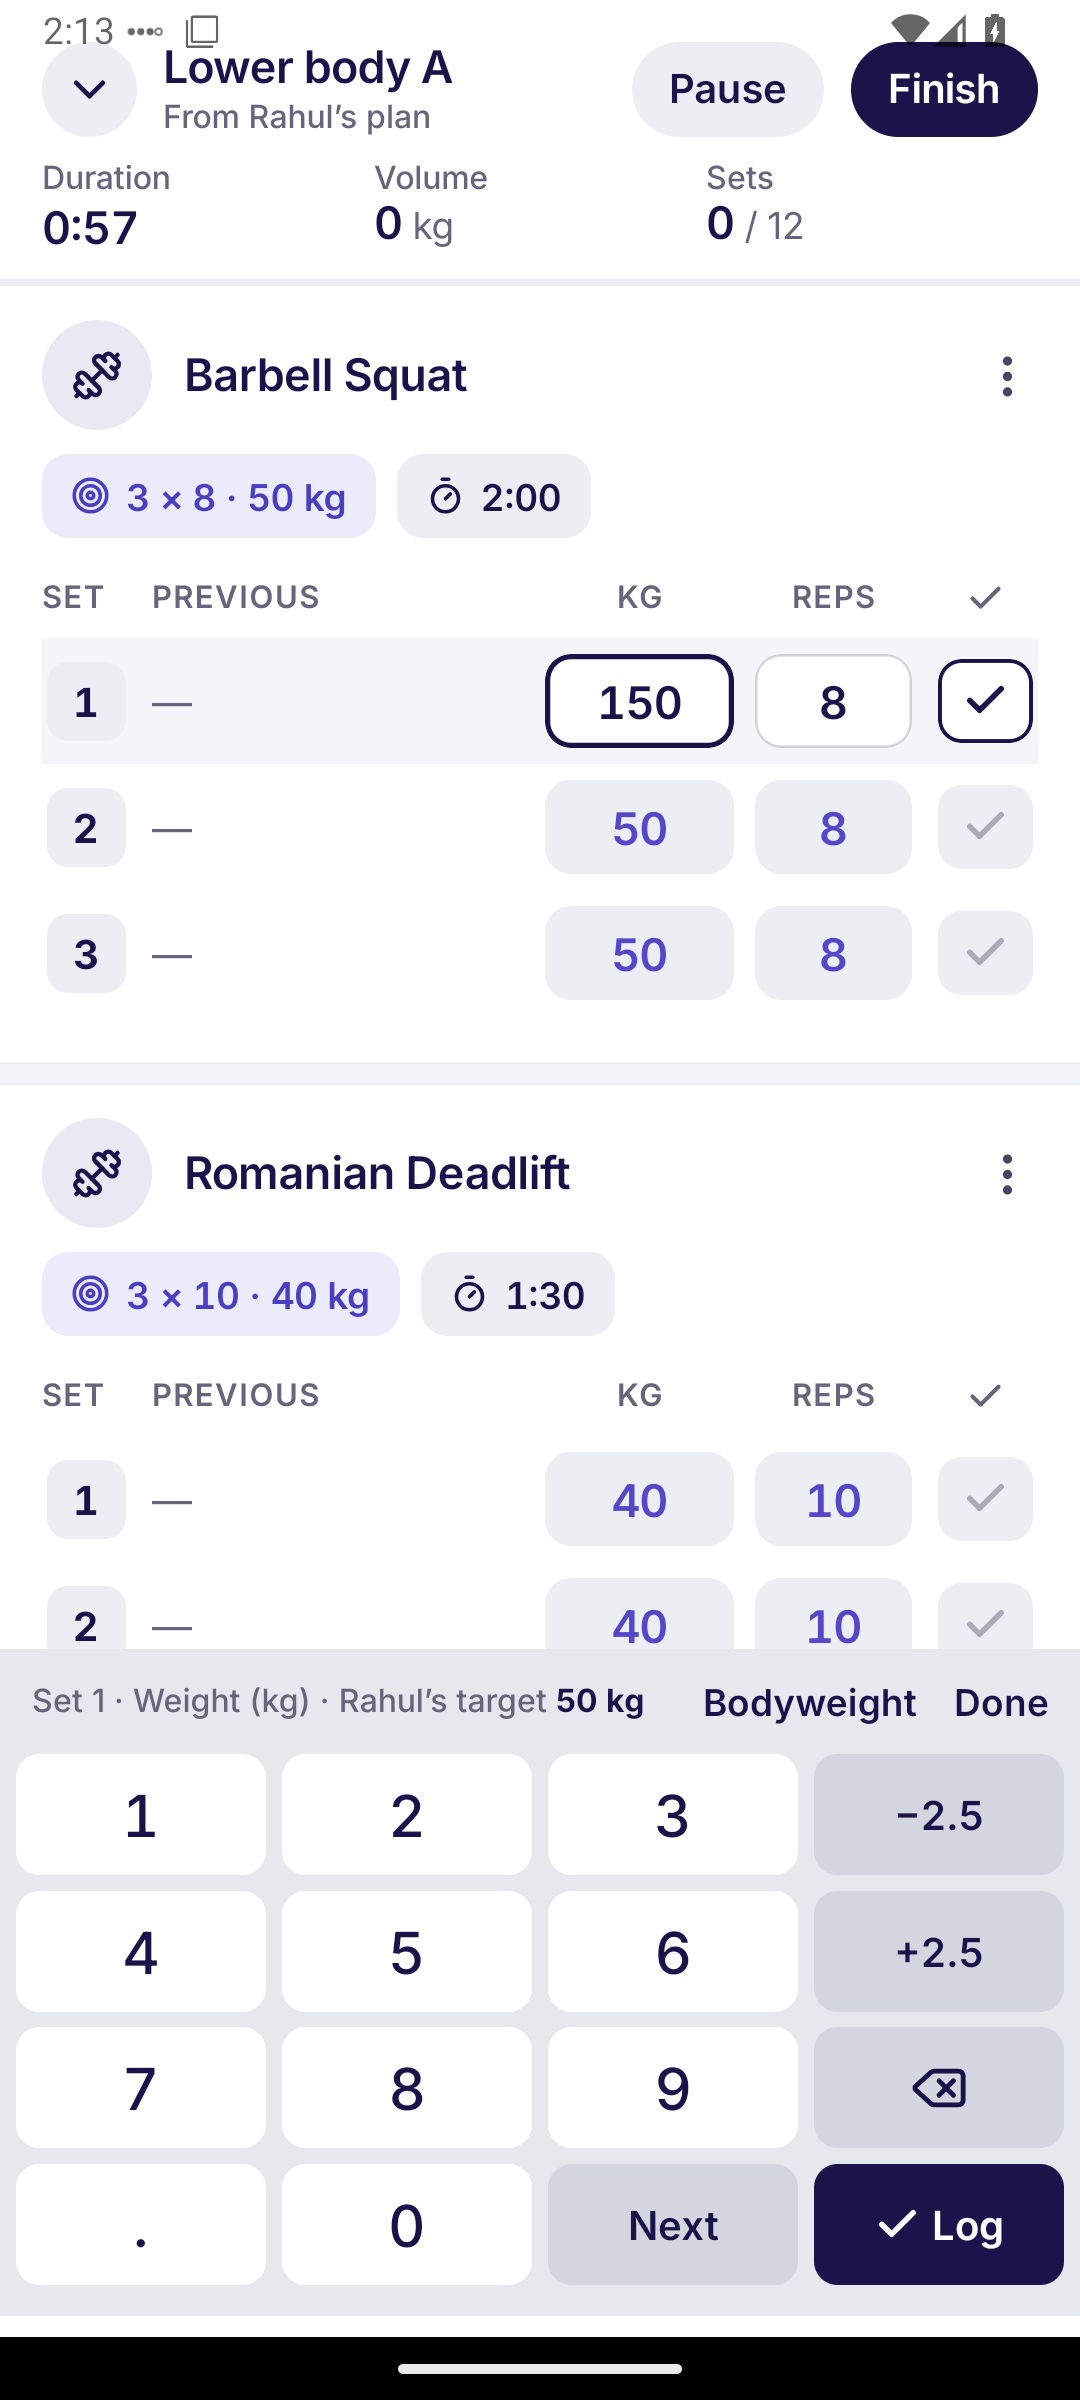 2:13
Lower body A
From Rahul’s plan
Pause
Finish
Duration
Volume
Sets
0:57
0 kg
0 / 12
Barbell Squat
3 × 8 · 50 kg
2:00
SET PREVIOUS KG REPS
1 — 150 8
2 — 50 8
3 — 50 8
Romanian Deadlift
3 × 10 · 40 kg
1:30
SET PREVIOUS KG REPS
1 — 40 10
2 — 40 10
Set 1 · Weight (kg) · Rahul’s target 50 kg
Bodyweight
Done
1 2 3 −2.5
4 5 6 +2.5
7 8 9
. 0 Next Log